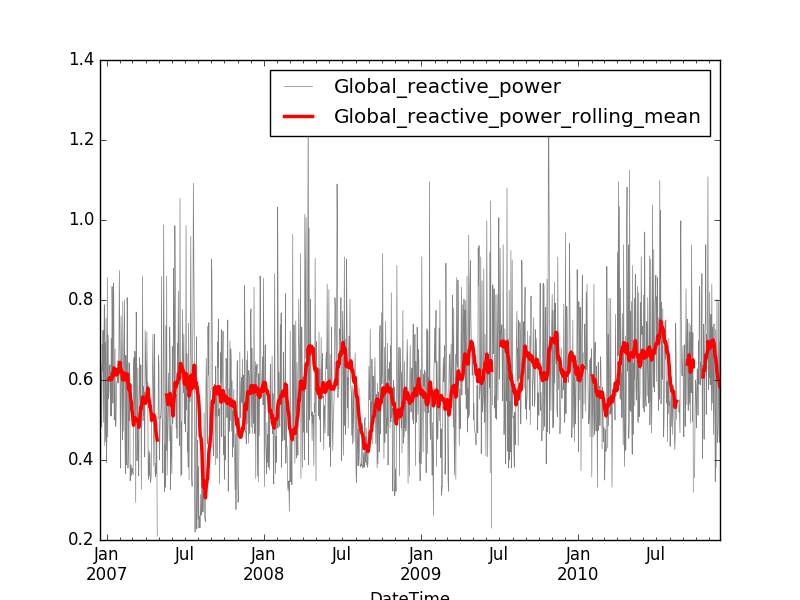 1.4
Global_reactive_power
Global_reactive_power_rolling_mean
1.2
1.0
0.8
0.6
0.4
0.2
Jan Jul Jan Jul Jan Jul Jan Jul
2007 2008 2009 2010
DateTime